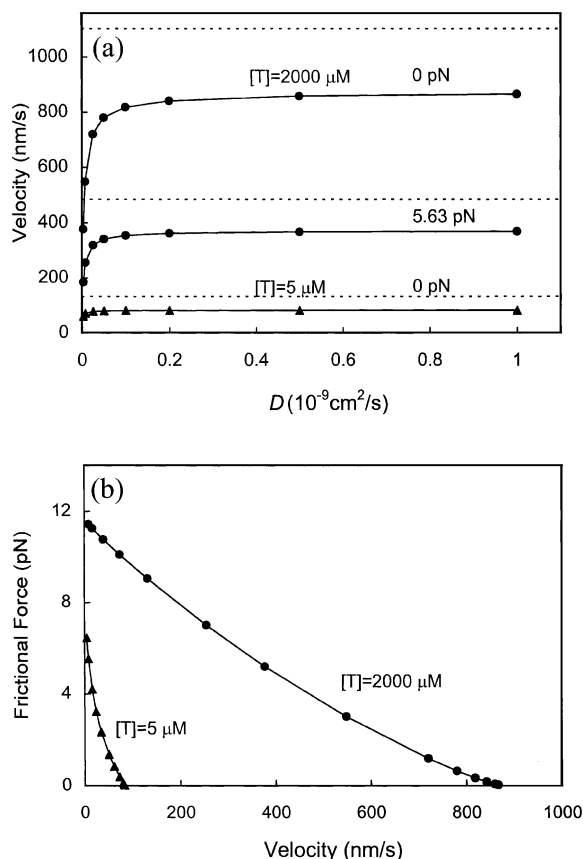 (a)
1000
800
600
400
200
0
Velocity (nm/s)
[T]=2000 μM 0 pN
5.63 pN
[T]=5 μM 0 pN
0 0.2 0.4 0.6 0.8 1
D (10⁻⁹cm²/s)
(b)
12
8
4
0
Frictional Force (pN)
[T]=2000 μM
[T]=5 μM
0 200 400 600 800 1000
Velocity (nm/s)